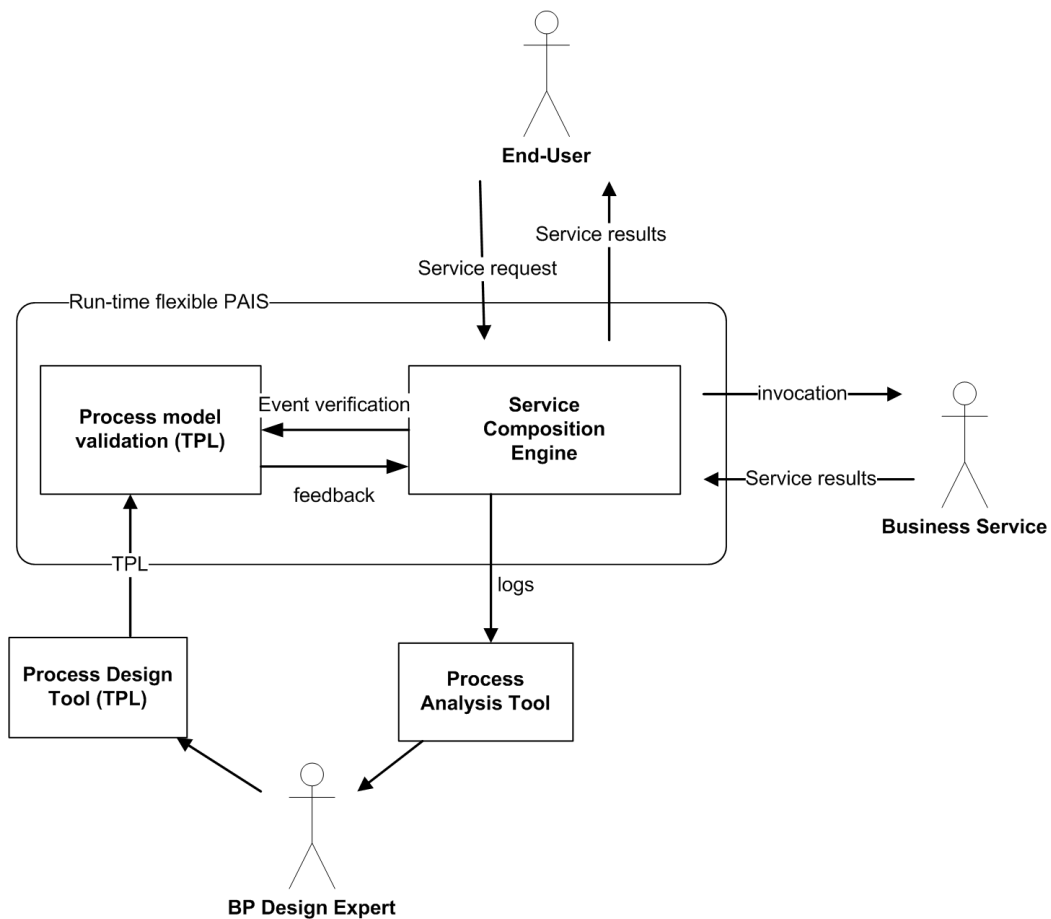 End-User
Service results
Service request
Run-time flexible PAIS
Process model
validation (TPL)
Event verification
feedback
Service
Composition
Engine
invocation
Service results
Business Service
TPL
logs
Process Design
Tool (TPL)
Process
Analysis Tool
BP Design Expert